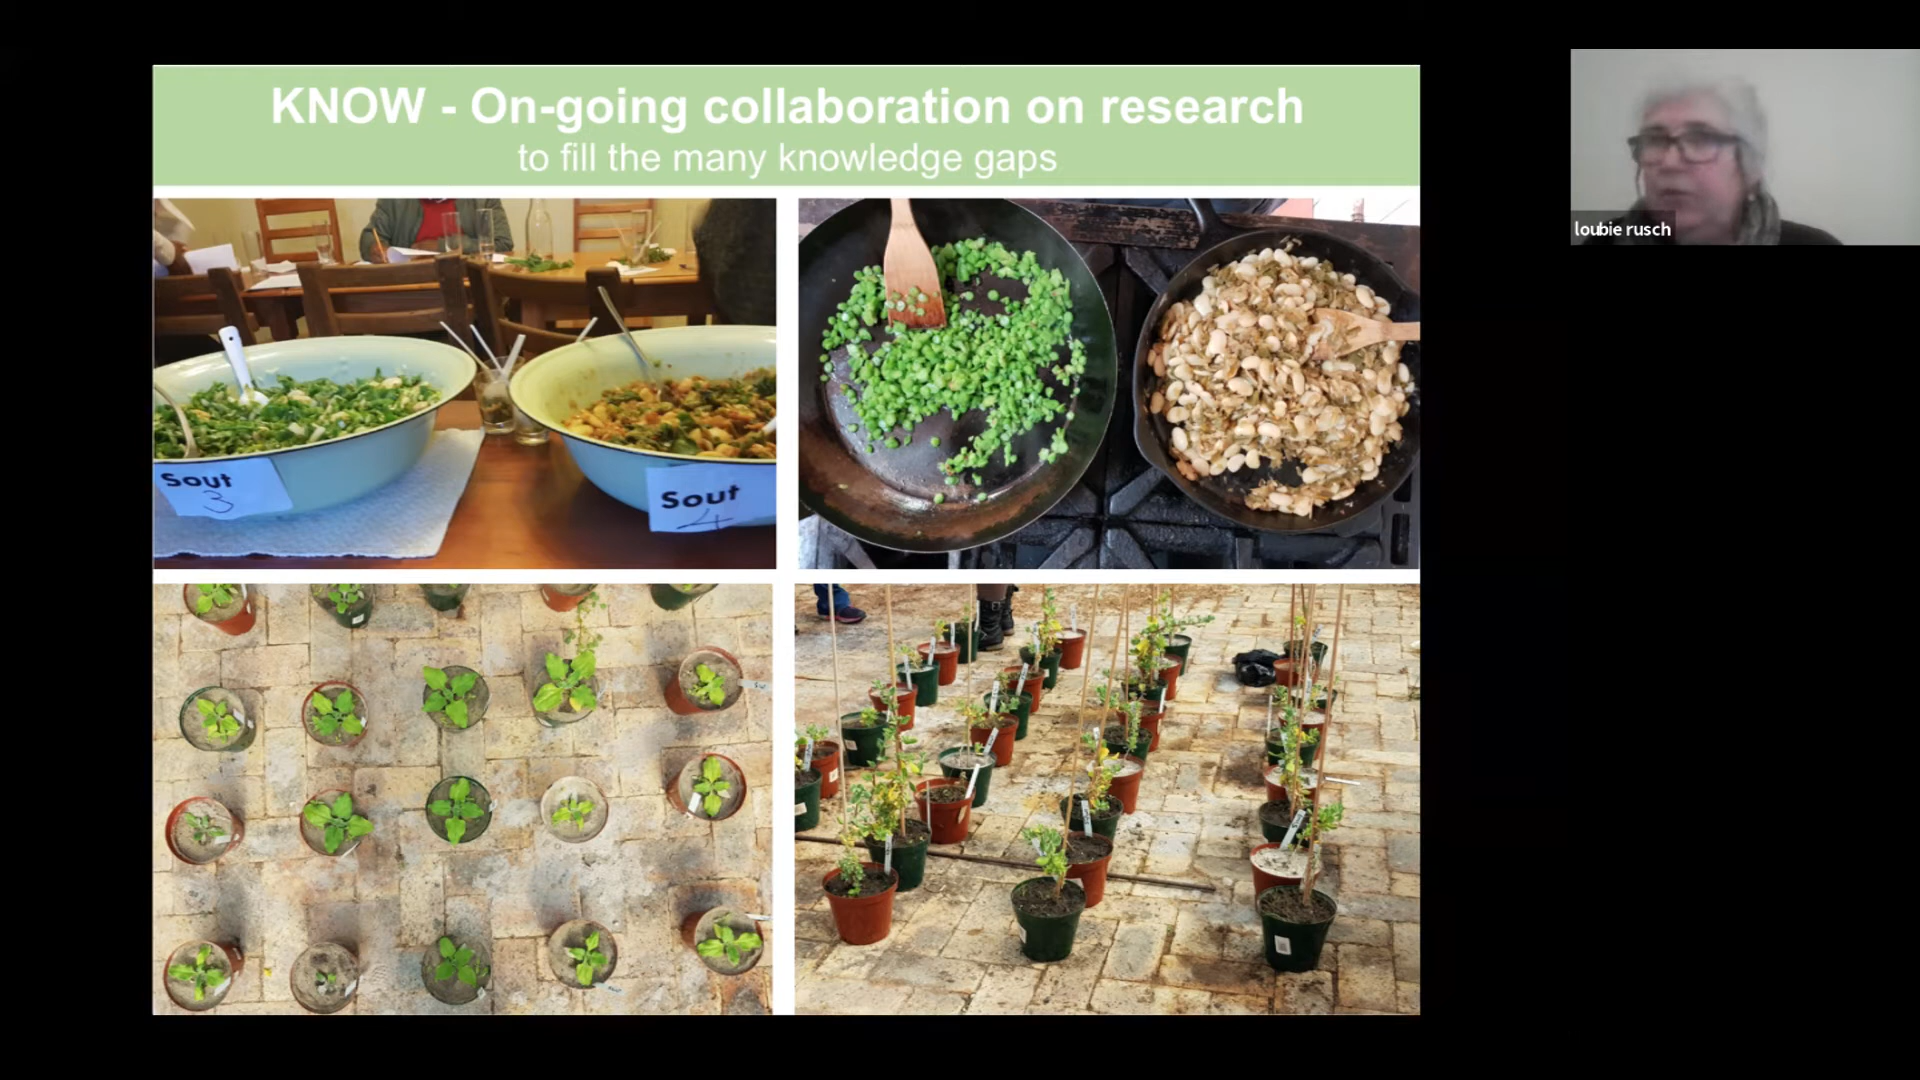 KNOW - On-going collaboration on research
to fill the many knowledge gaps
loubie rusch
Sout
3
Sout
4